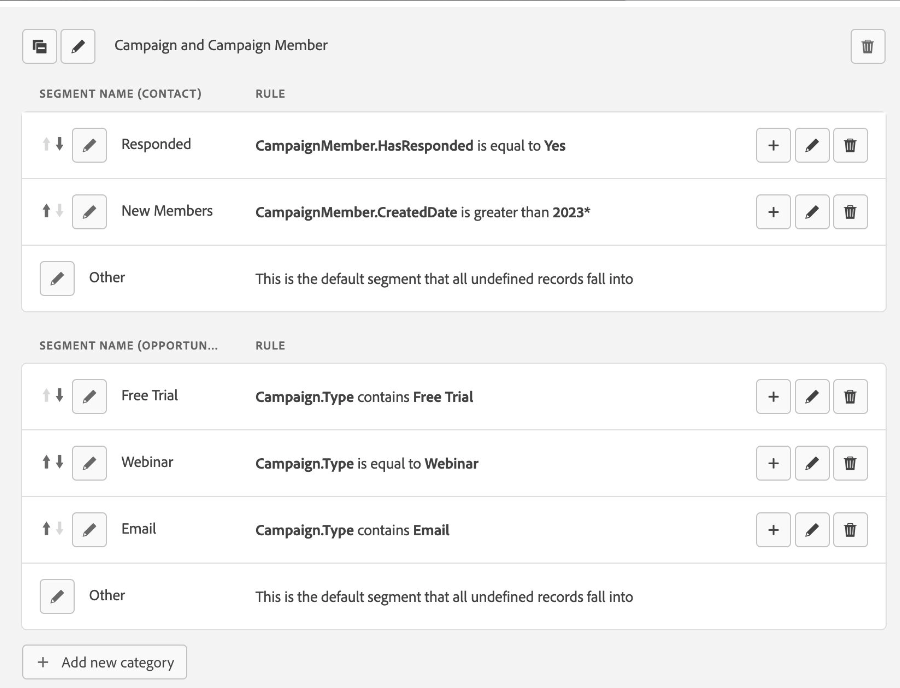 Campaign and Campaign Member
SEGMENT NAME (CONTACT) RULE
Responded CampaignMember.HasResponded is equal to Yes
New Members CampaignMember.CreatedDate is greater than 2023*
Other This is the default segment that all undefined records fall into
SEGMENT NAME (OPPORTUN... RULE
Free Trial Campaign.Type contains Free Trial
Webinar Campaign.Type is equal to Webinar
Email Campaign.Type contains Email
Other This is the default segment that all undefined records fall into
+ Add new category